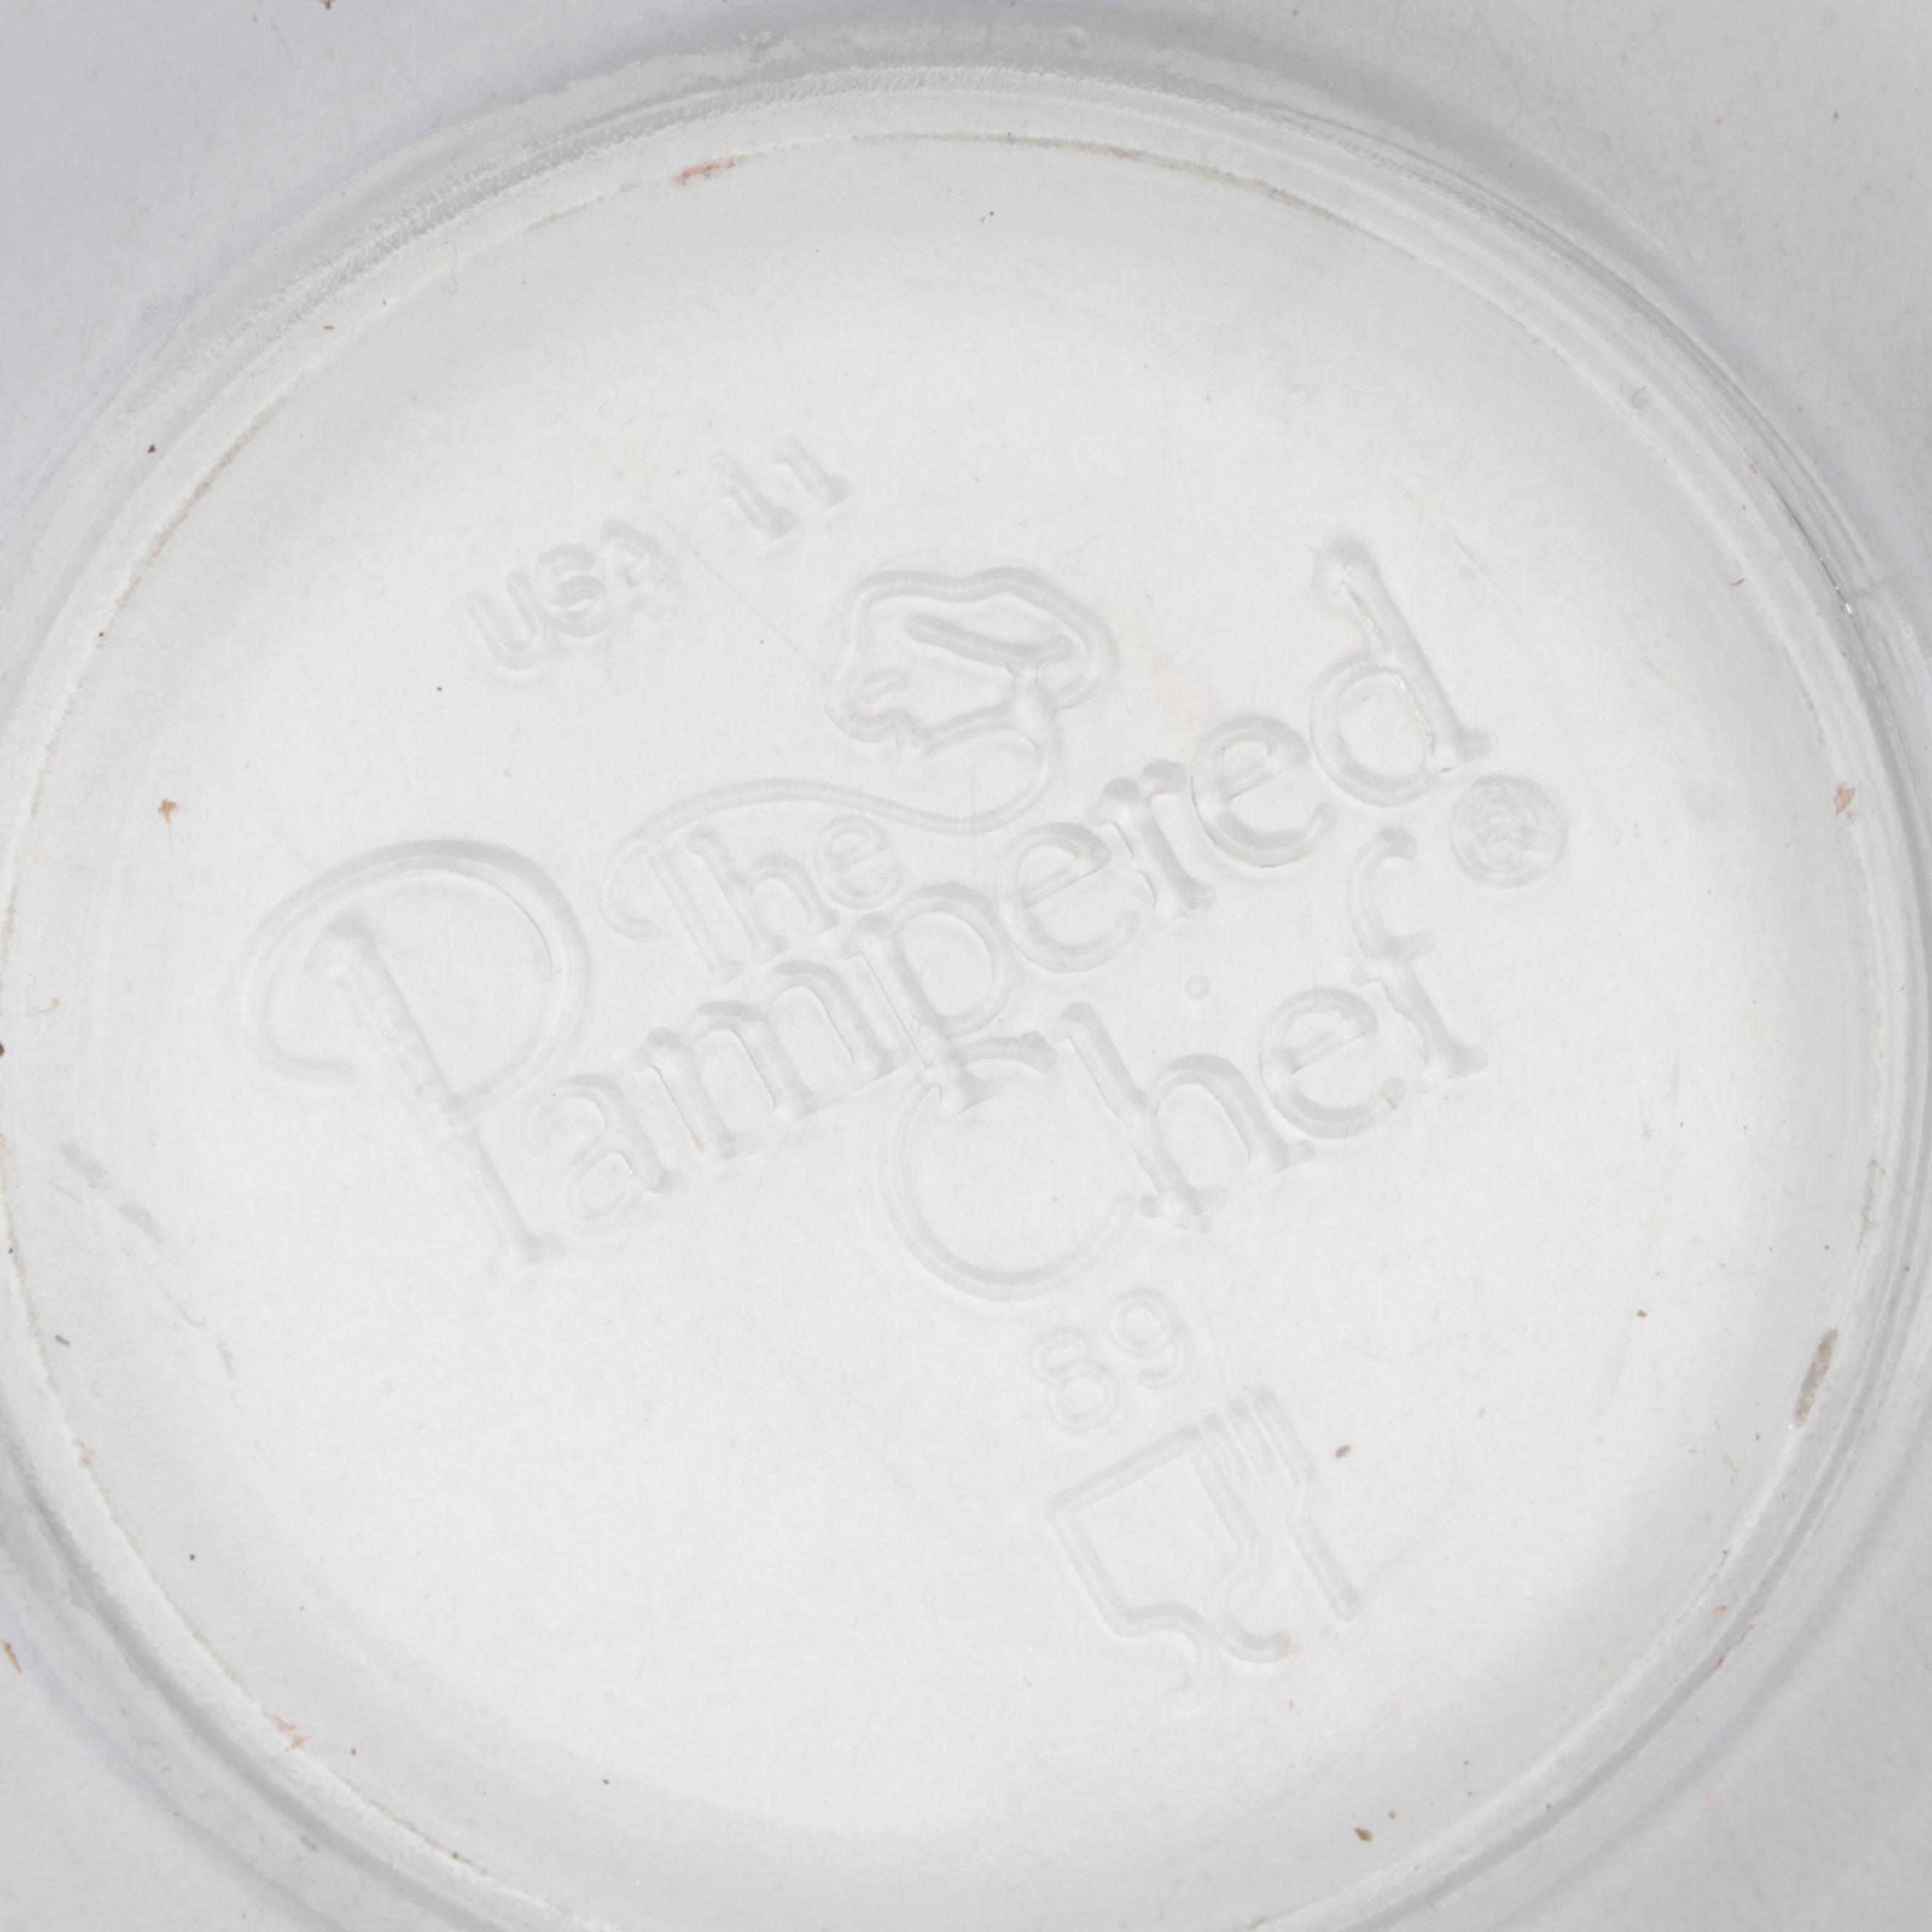 USA 11
The
Pampered
Chef®
89